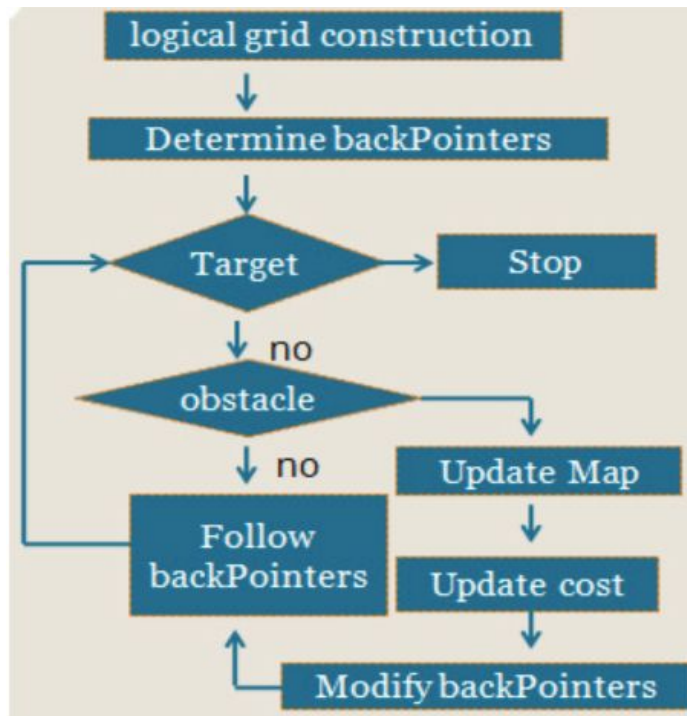 logical grid construction
Determine backPointers
Target
Stop
no
obstacle
no
Update Map
Follow
backPointers
Update cost
Modify backPointers